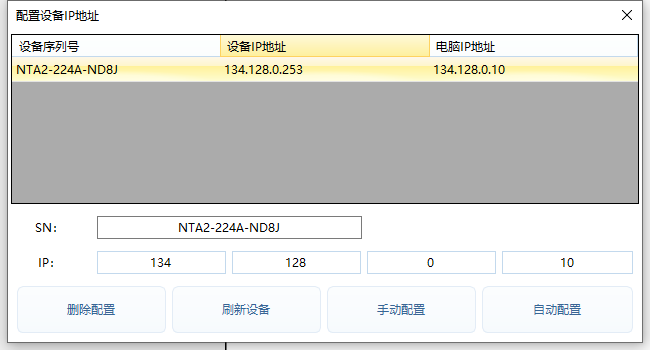 配置设备IP地址
设备序列号 设备IP地址 电脑IP地址
NTA2-224A-ND8J 134.128.0.253 134.128.0.10
SN： NTA2-224A-ND8J
IP： 134 128 0 10
删除配置 刷新设备 手动配置 自动配置